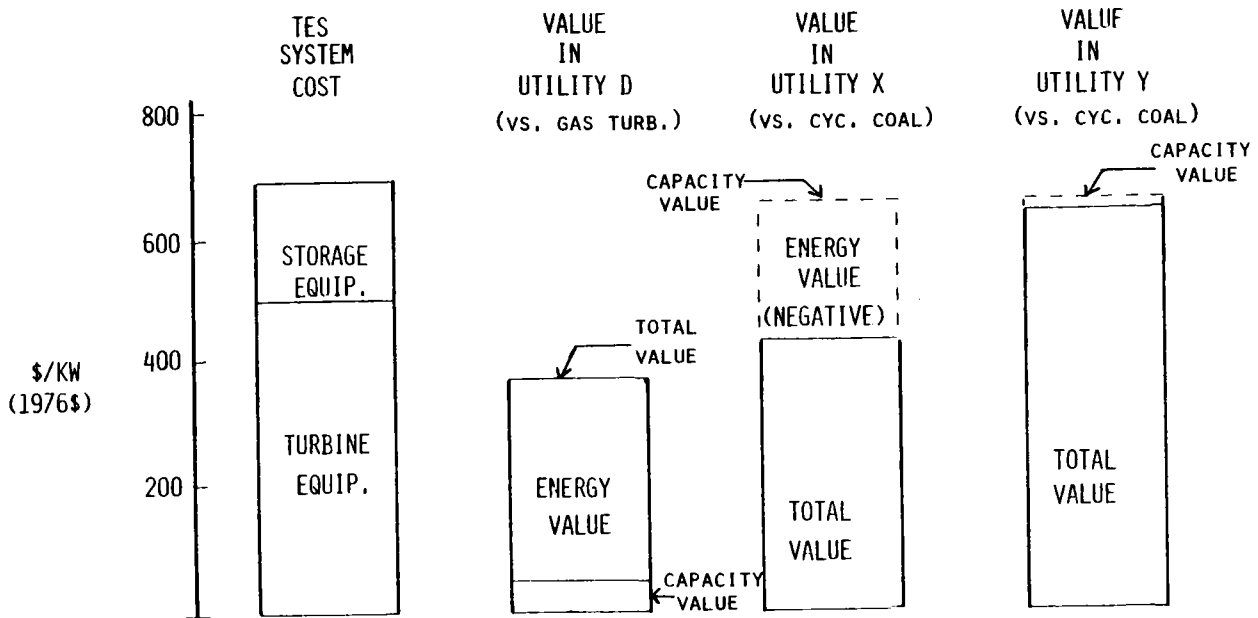 TES
SYSTEM
COST
VALUE
IN
UTILITY D
(VS. GAS TURB.)
VALUE
IN
UTILITY X
(VS. CYC. COAL)
VALUF
IN
UTILITY Y
(VS. CYC. COAL)
$/KW
(1976$)
800
600
400
200
STORAGE
EQUIP.
TURBINE
EQUIP.
TOTAL
VALUE
ENERGY
VALUE
CAPACITY
VALUE
CAPACITY
VALUE
ENERGY
VALUE
(NEGATIVE)
TOTAL
VALUE
CAPACITY
VALUE
TOTAL
VALUE